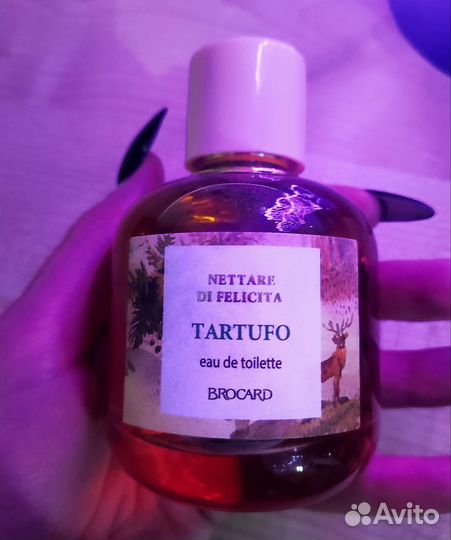 NETTARE
DI FELICITA
TARTUFO
eau de toilette
BROCARD
Avito